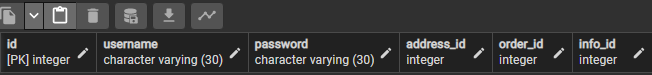 id
[PK] integer
username
character varying (30)
password
character varying (30)
address_id
integer
order_id
integer
info_id
integer